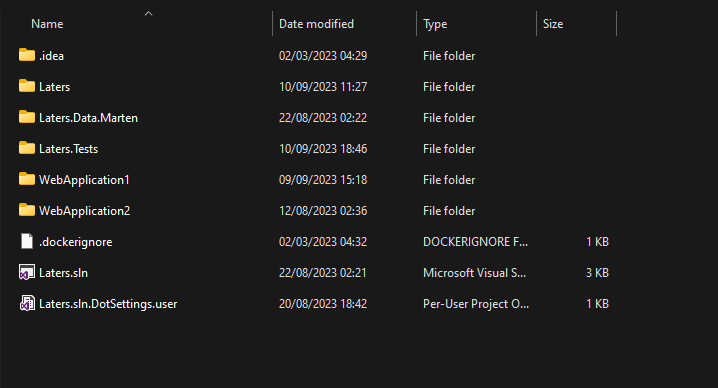 Name Date modified Type Size
.idea 02/03/2023 04:29 File folder
Laters 10/09/2023 11:27 File folder
Laters.Data.Marten 22/08/2023 02:22 File folder
Laters.Tests 10/09/2023 18:46 File folder
WebApplication1 09/09/2023 15:18 File folder
WebApplication2 12/08/2023 02:36 File folder
.dockerignore 02/03/2023 04:32 DOCKERIGNORE F... 1 KB
Laters.sln 22/08/2023 02:21 Microsoft Visual S... 3 KB
Laters.sln.DotSettings.user 20/08/2023 18:42 Per-User Project O... 1 KB